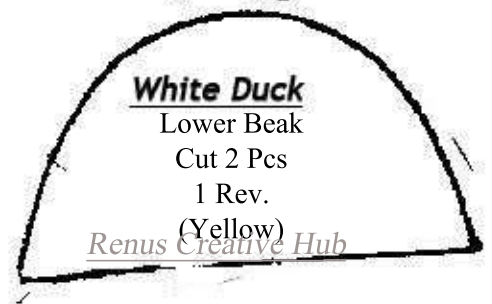 White Duck
Lower Beak
Cut 2 Pcs
1 Rev.
(Yellow)
Renus Creative Hub